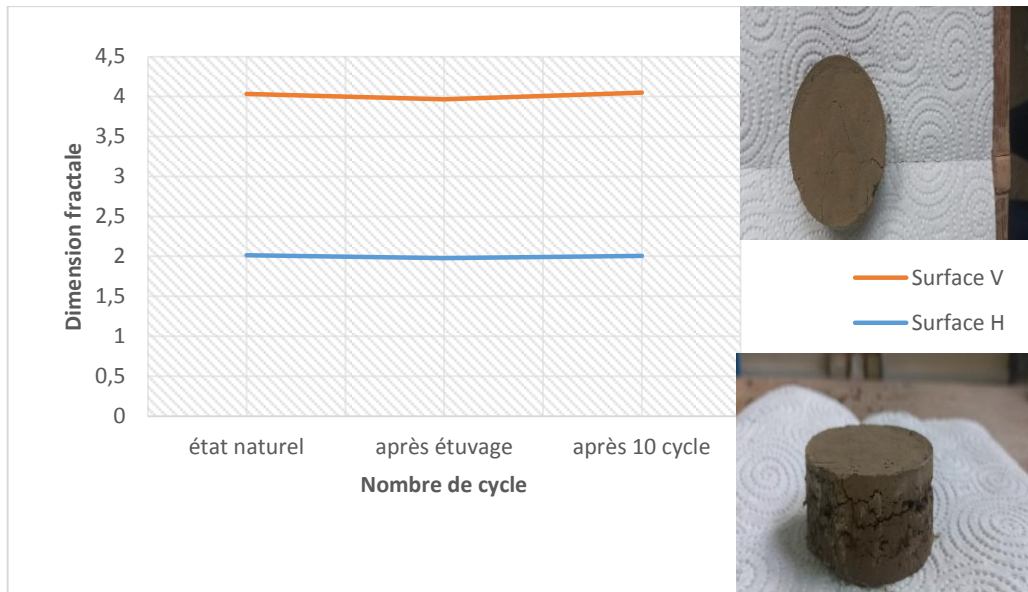 4,5
4
3,5
3
2,5
2
1,5
1
0,5
0
Dimension fractale
état naturel
après étuvage
après 10 cycle
Nombre de cycle
Surface V
Surface H